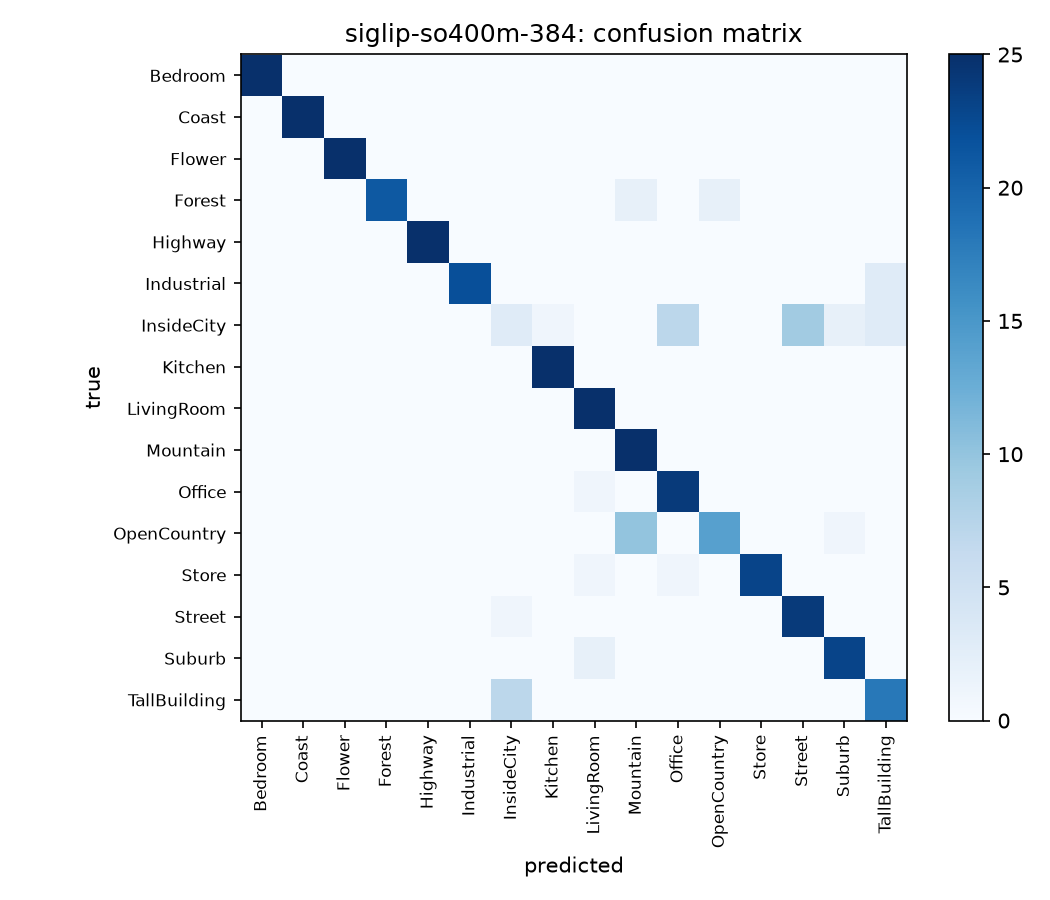 siglip-so400m-384: confusion matrix
Bedroom
Coast
Flower
Forest
Highway
Industrial
InsideCity
Kitchen
LivingRoom
Mountain
Office
OpenCountry
Store
Street
Suburb
TallBuilding
true
Bedroom
Coast
Flower
Forest
Highway
Industrial
InsideCity
Kitchen
LivingRoom
Mountain
Office
OpenCountry
Store
Street
Suburb
TallBuilding
predicted
25
20
15
10
5
0